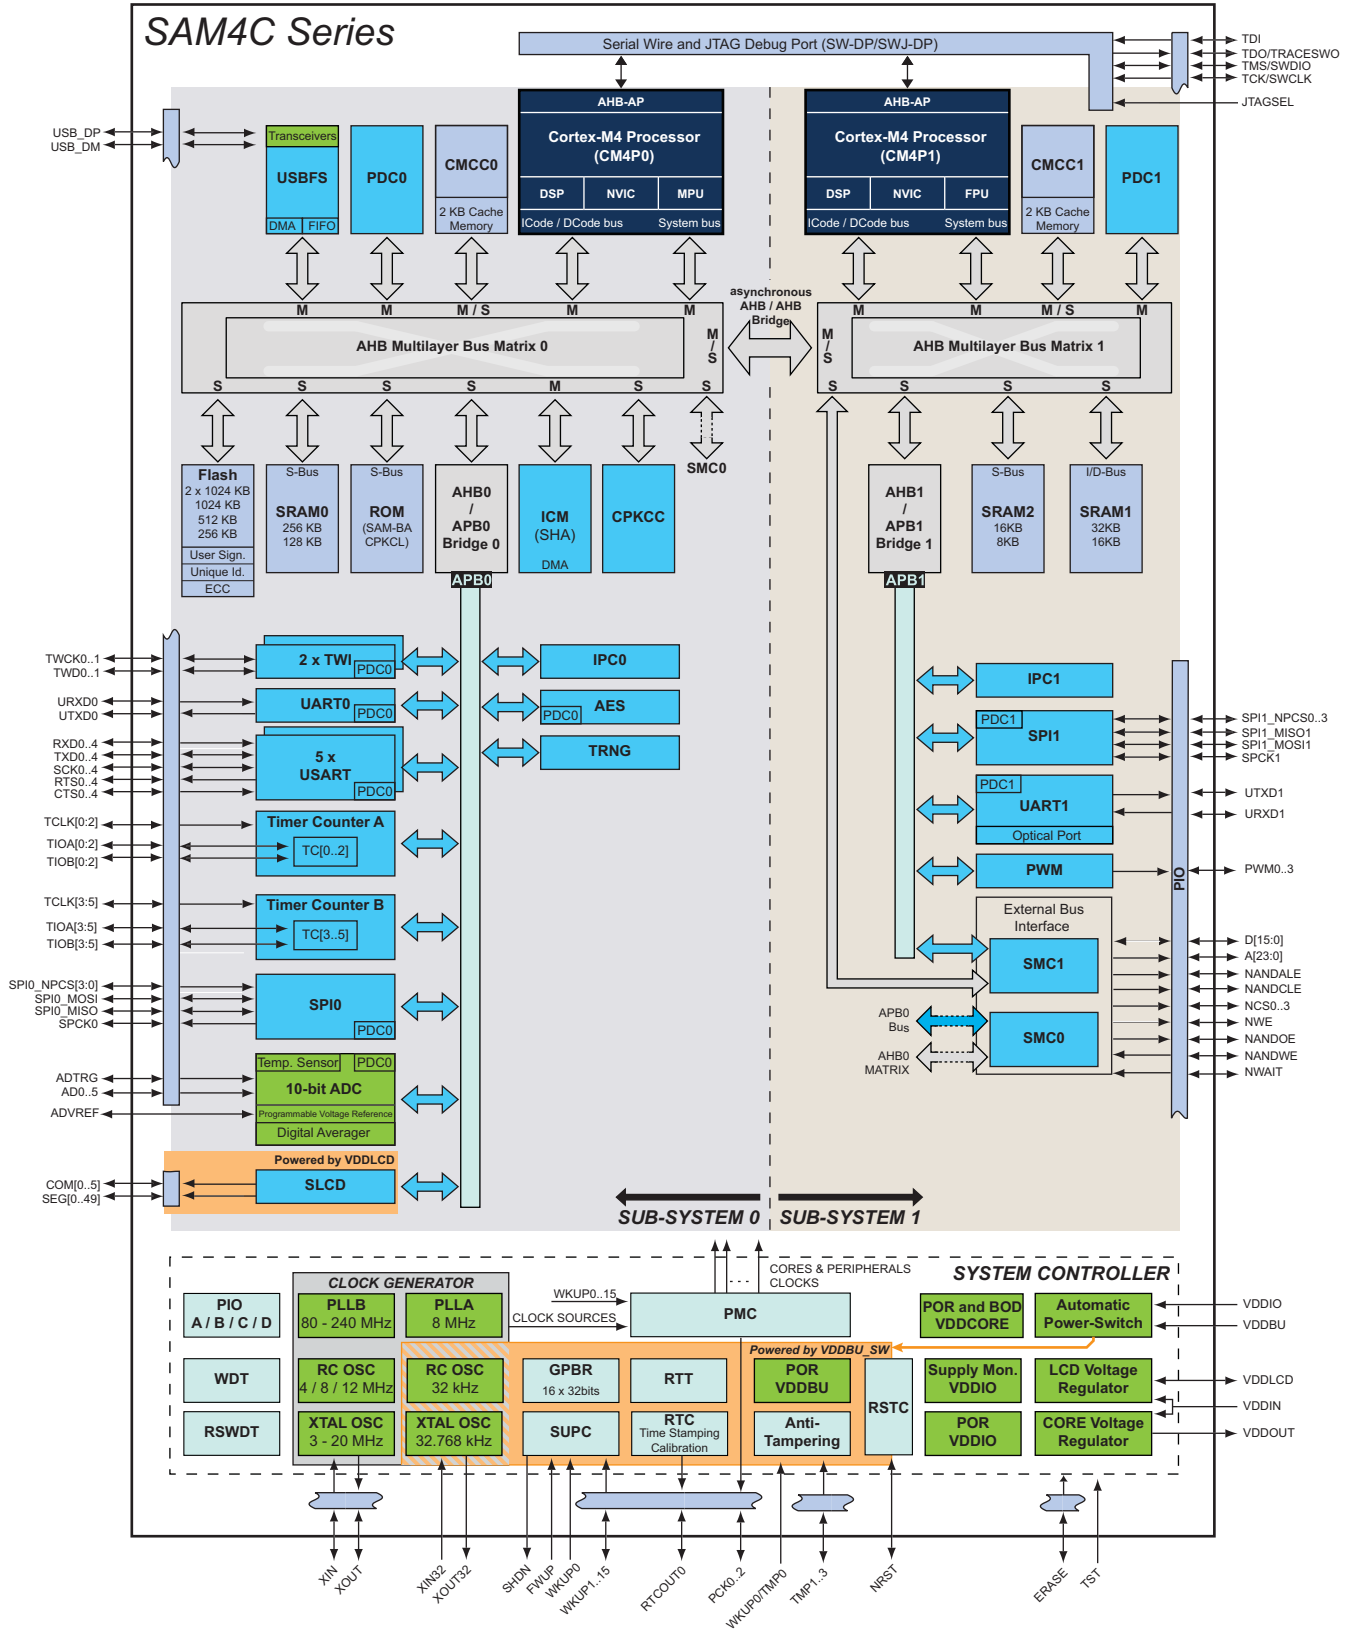 SAM4C Series
Serial Wire and JTAG Debug Port (SW-DP/SWJ-DP)
TDI
TDO/TRACESWO
TMS/SWDIO
TCK/SWCLK
JTAGSEL
USB_DP
USB_DM
Transceivers
USBFS
DMA
FIFO
PDC0
CMCC0
2 KB Cache
Memory
AHB-AP
Cortex-M4 Processor
(CM4P0)
DSP
NVIC
MPU
ICode / DCode bus
System bus
AHB-AP
Cortex-M4 Processor
(CM4P1)
DSP
NVIC
FPU
ICode / DCode bus
System bus
CMCC1
2 KB Cache
Memory
PDC1
M
M
M / S
M
M
AHB Multilayer Bus Matrix 0
M
/
S
S
S
S
S
M
S
S
asynchronous
AHB / AHB
Bridge
M
M
M / S
M
M
/
S
AHB Multilayer Bus Matrix 1
S
S
S
S
Flash
2 x 1024 KB
1024 KB
512 KB
256 KB
User Sign.
Unique Id.
ECC
S-Bus
SRAM0
256 KB
128 KB
S-Bus
ROM
(SAM-BA
CPKCL)
AHB0
/
APB0
Bridge 0
APB0
ICM
(SHA)
DMA
CPKCC
SMC0
AHB1
/
APB1
Bridge 1
APB1
S-Bus
SRAM2
16KB
8KB
I/D-Bus
SRAM1
32KB
16KB
TWCK0..1
TWD0..1
2 x TWI
PDC0
URXD0
UTXD0
UART0
PDC0
RXD0..4
TXD0..4
SCK0..4
RTS0..4
CTS0..4
5 x
USART
PDC0
TCLK[0:2]
TIOA[0:2]
TIOB[0:2]
Timer Counter A
TC[0..2]
TCLK[3:5]
TIOA[3:5]
TIOB[3:5]
Timer Counter B
TC[3..5]
SPI0_NPCS[3:0]
SPI0_MOSI
SPI0_MISO
SPCK0
SPI0
PDC0
ADTRG
AD0..5
ADVREF
Temp. Sensor
PDC0
10-bit ADC
Programmable Voltage Reference
Digital Averager
Powered by VDDLCD
COM[0..5]
SEG[0..49]
SLCD
IPC0
AES
PDC0
TRNG
IPC1
PDC1
SPI1
PDC1
UART1
Optical Port
PWM
External Bus
Interface
SMC1
SMC0
APB0
Bus
AHB0
MATRIX
PIO
SPI1_NPCS0..3
SPI1_MISO1
SPI1_MOSI1
SPCK1
UTXD1
URXD1
PWM0..3
D[15:0]
A[23:0]
NANDALE
NANDCLE
NCS0..3
NWE
NANDOE
NANDWE
NWAIT
SUB-SYSTEM 0
SUB-SYSTEM 1
CORES & PERIPHERALS
CLOCKS
SYSTEM CONTROLLER
PIO
A / B / C / D
WDT
RSWDT
CLOCK GENERATOR
PLLB
80 - 240 MHz
PLLA
8 MHz
RC OSC
4 / 8 / 12 MHz
RC OSC
32 kHz
XTAL OSC
3 - 20 MHz
XTAL OSC
32.768 kHz
WKUP0..15
CLOCK SOURCES
PMC
Powered by VDDBU_SW
GPBR
16 x 32bits
RTT
POR
VDDBU
SUPC
RTC
Time Stamping
Calibration
Anti-
Tampering
RSTC
POR and BOD
VDDCORE
Automatic
Power-Switch
Supply Mon.
VDDIO
LCD Voltage
Regulator
POR
VDDIO
CORE Voltage
Regulator
VDDIO
VDDBU
VDDLCD
VDDIN
VDDOUT
XIN
XOUT
XIN32
XOUT32
SHDN
FWUP
WKUP0
WKUP1..15
RTCOUT0
PCK0..2
WKUP0/TMP0
TMP1..3
NRST
ERASE
TST